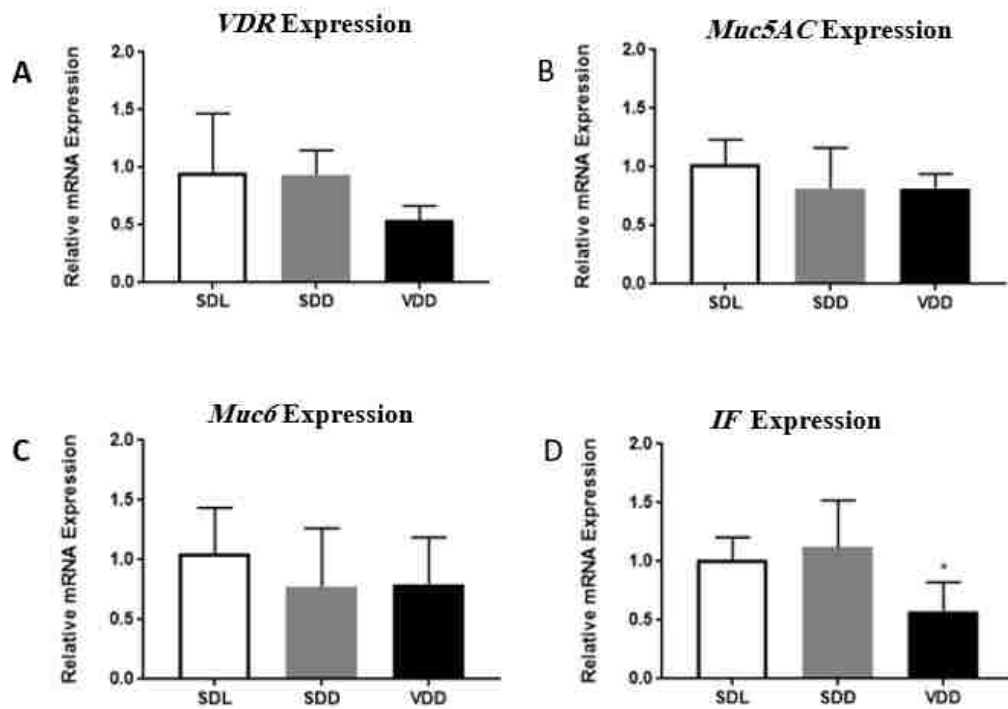 VDR Expression
A
Relative mRNA Expression
2.0
1.5
1.0
0.5
0.0
SDL SDD VDD
Muc5AC Expression
B
Relative mRNA Expression
2.0
1.5
1.0
0.5
0.0
SDL SDD VDD
Muc6 Expression
C
Relative mRNA Expression
2.0
1.5
1.0
0.5
0.0
SDL SDD VDD
IF Expression
D
Relative mRNA Expression
2.0
1.5
1.0
0.5
0.0
*
SDL SDD VDD